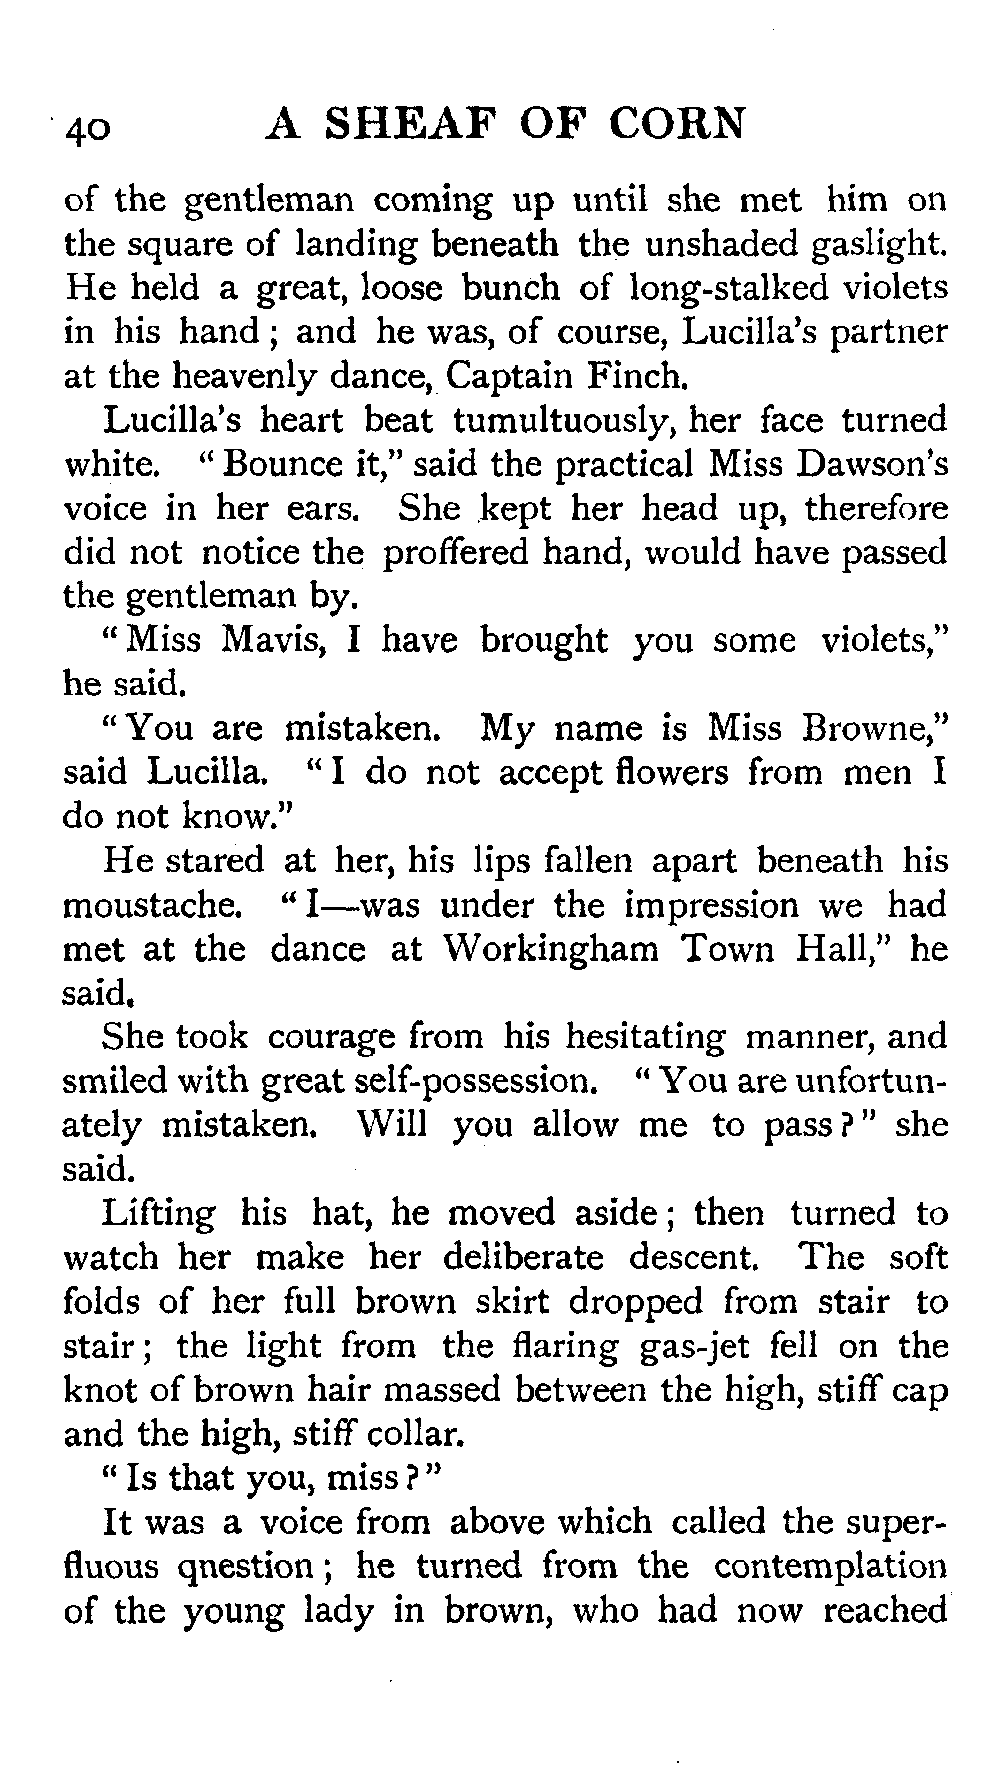 40 A SHEAF OF CORN
of the gentleman coming up until she met him on
the square of landing beneath the unshaded gaslight.
He held a great, loose bunch of long-stalked violets
in his hand ; and he was, of course, Lucilla's partner
at the heavenly dance, Captain Finch.
Lucilla's heart beat tumultuously, her face turned
white. " Bounce it," said the practical Miss Dawson's
voice in her ears. She kept her head up, therefore
did not notice the proffered hand, would have passed
the gentleman by.
" Miss Mavis, I have brought you some violets,"
he said.
" You are mistaken. My name is Miss Browne,"
said Lucilla. " I do not accept flowers from men I
do not know."
He stared at her, his lips fallen apart beneath his
moustache. " I—was under the impression we had
met at the dance at Workingham Town Hall," he
said.
She took courage from his hesitating manner, and
smiled with great self-possession. " You are unfortun-
ately mistaken. Will you allow me to pass ? " she
said.
Lifting his hat, he moved aside ; then turned to
watch her make her deliberate descent. The soft
folds of her full brown skirt dropped from stair to
stair ; the light from the flaring gas-jet fell on the
knot of brown hair massed between the high, stiff cap
and the high, stiff collar.
" Is that you, miss ? "
It was a voice from above which called the super-
fluous qnestion ; he turned from the contemplation
of the young lady in brown, who had now reached